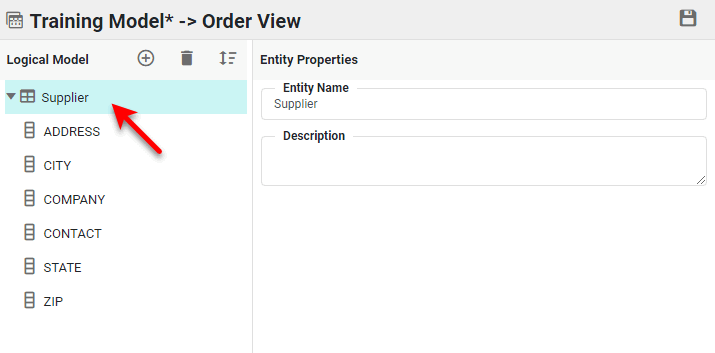 Training Model* -> Order View
Logical Model
Supplier
ADDRESS
CITY
COMPANY
CONTACT
STATE
ZIP
Entity Properties
Entity Name
Supplier
Description